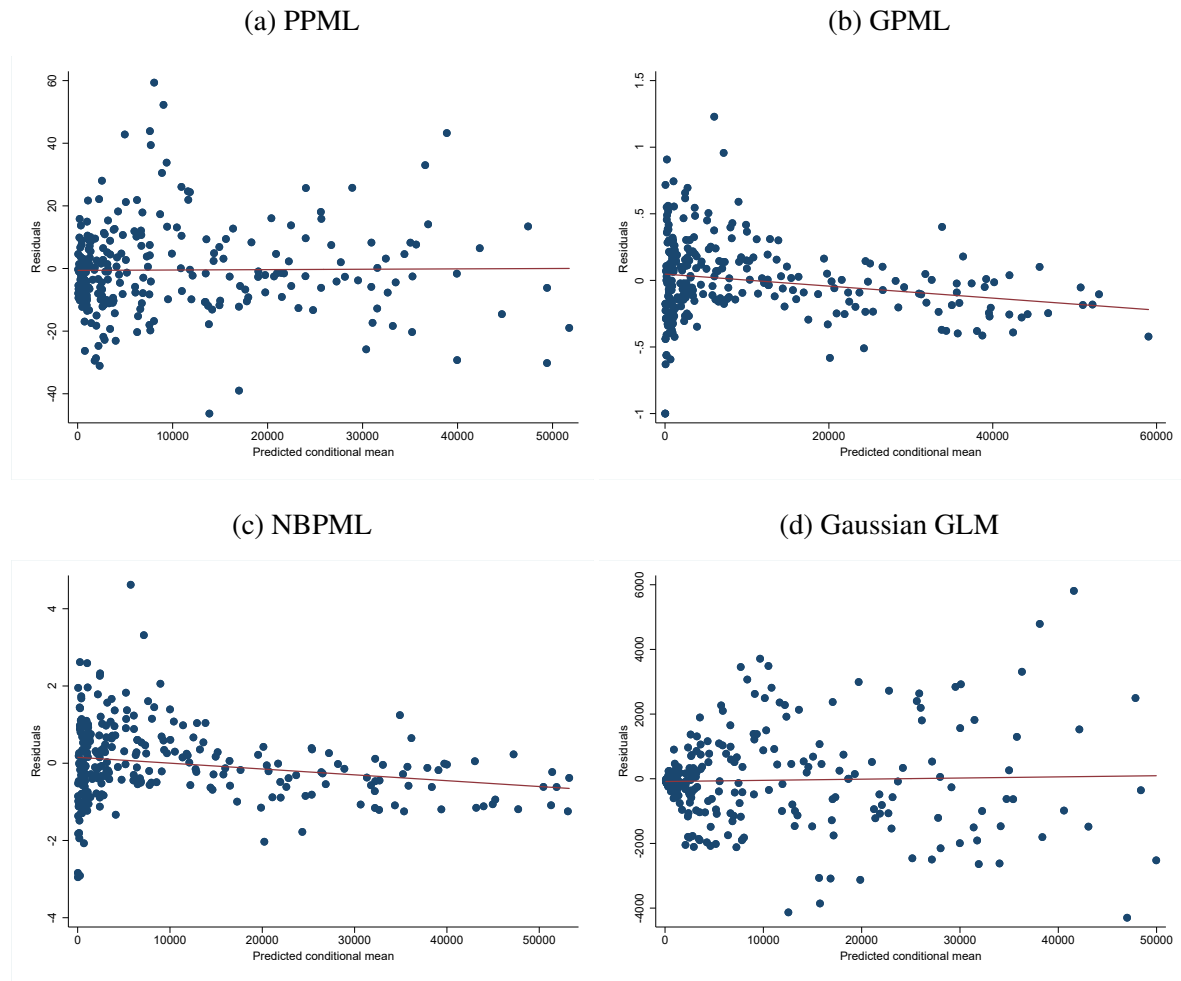 (a) PPML
(b) GPML
60
40
20
0
-20
-40
Residuals
0 10000 20000 30000 40000 50000
Predicted conditional mean
1.5
1
.5
0
-.5
-1
Residuals
0 20000 40000 60000
Predicted conditional mean
(c) NBPML
(d) Gaussian GLM
4
2
0
-2
-4
Residuals
0 10000 20000 30000 40000 50000
Predicted conditional mean
6000
4000
2000
0
-2000
-4000
Residuals
0 10000 20000 30000 40000 50000
Predicted conditional mean